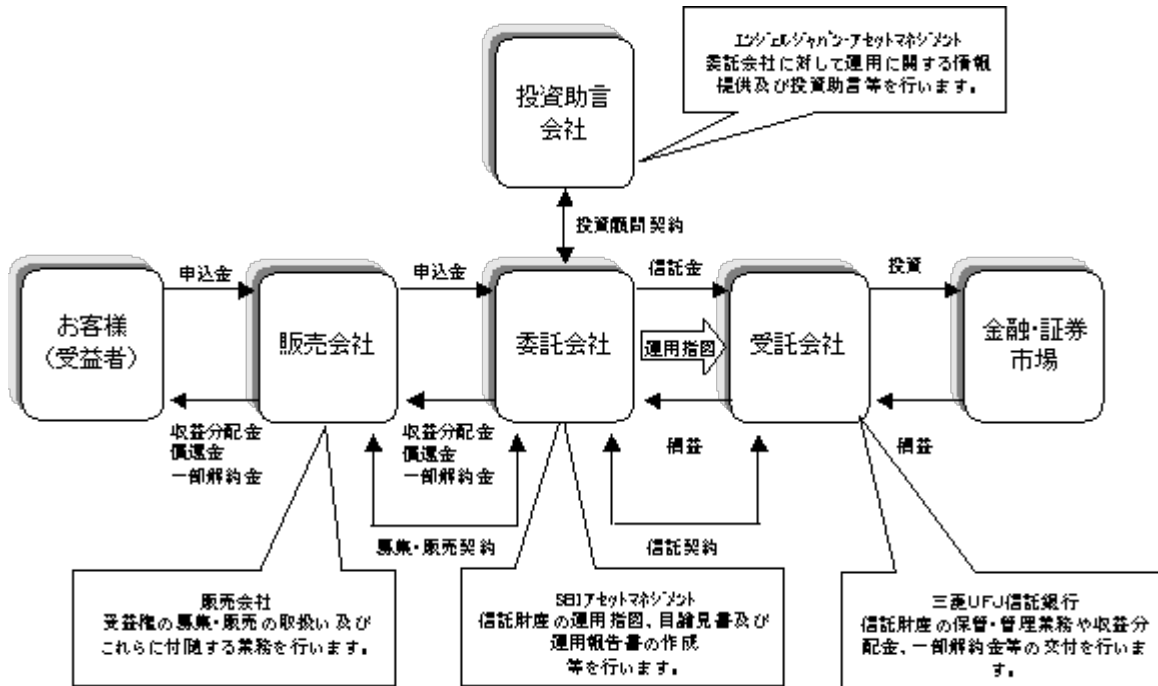 エンジェルジャパン・アセットマネジメント
委託会社に対して運用に関する情報
提供及び投資助言等を行います。
投資助言
会社
投資顧問契約
申込金
申込金
信託金
投資
お客様
(受益者)
販売会社
委託会社
運用指図
受託会社
金融・証券
市場
収益分配金
償還金
一部解約金
収益分配金
償還金
一部解約金
損益
損益
募集・販売契約
信託契約
販売会社
受益権の募集・販売の取扱い及び
これらに付随する業務を行います。
SBIアセットマネジメント
信託財産の運用指図、目論見書及び
運用報告書の作成
等を行います。
三菱UFJ信託銀行
信託財産の保管・管理業務や収益分
配金、一部解約金等の交付を行いま
す。